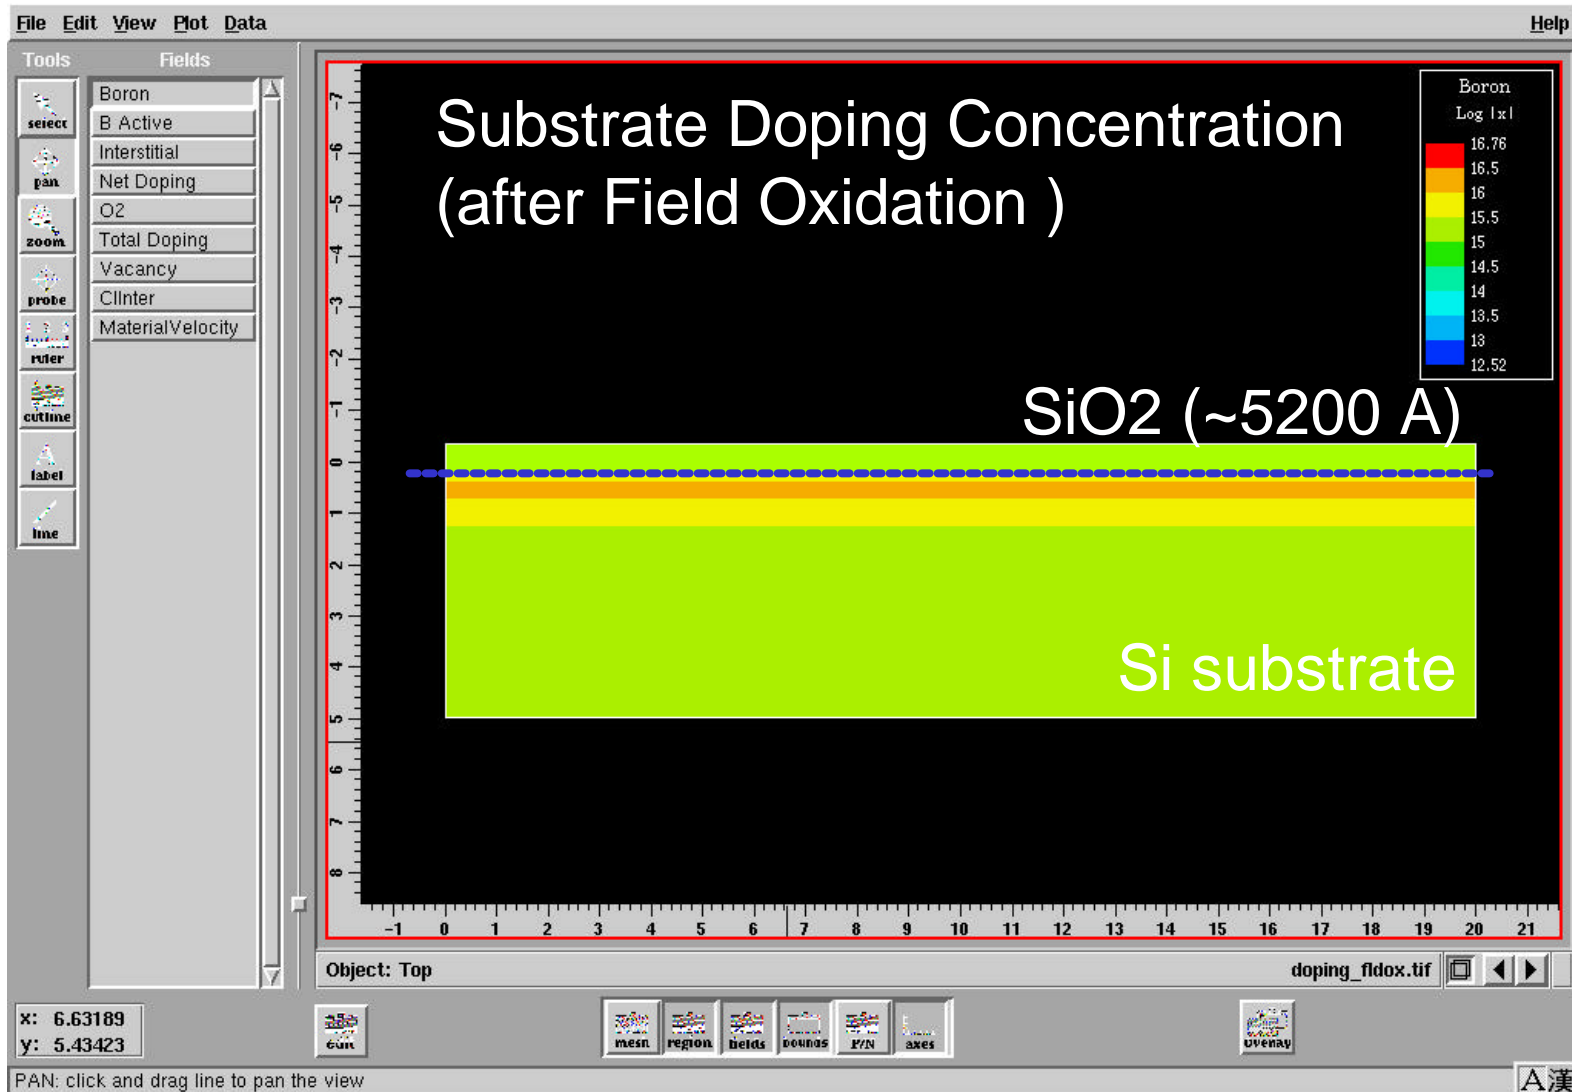 File Edit View Plot Data Help
Tools
Fields
select
pan
zoom
probe
ruler
cutline
label
line
Boron
B Active
Interstitial
Net Doping
O2
Total Doping
Vacancy
ClInter
MaterialVelocity
Substrate Doping Concentration
(after Field Oxidation )
Boron
Log |x|
16.76
16.5
16
15.5
15
14.5
14
13.5
13
12.52
SiO2 (~5200 A)
Si substrate
-7
-6
-5
-4
-3
-2
-1
0
1
2
3
4
5
6
7
8
-1 0 1 2 3 4 5 6 7 8 9 10 11 12 13 14 15 16 17 18 19 20 21
Object: Top
doping_fldox.tif
x: 6.63189
y: 5.43423
edit
mesh region fields bounds P/N axes
overlay
PAN: click and drag line to pan the view
A漢